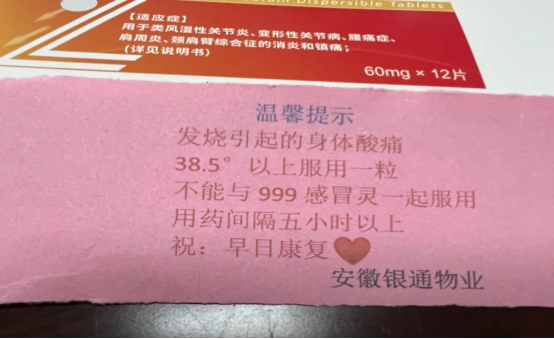 Dispersible Tablets
【适应症】
用于类风湿性关节炎、变形性关节病、腰痛症、
肩周炎、颈肩臂综合征的消炎和镇痛；
(详见说明书)
60mg × 12片
温馨提示
发烧引起的身体酸痛
38.5° 以上服用一粒
不能与 999 感冒灵一起服用
用药间隔五小时以上
祝：早日康复
安徽银通物业